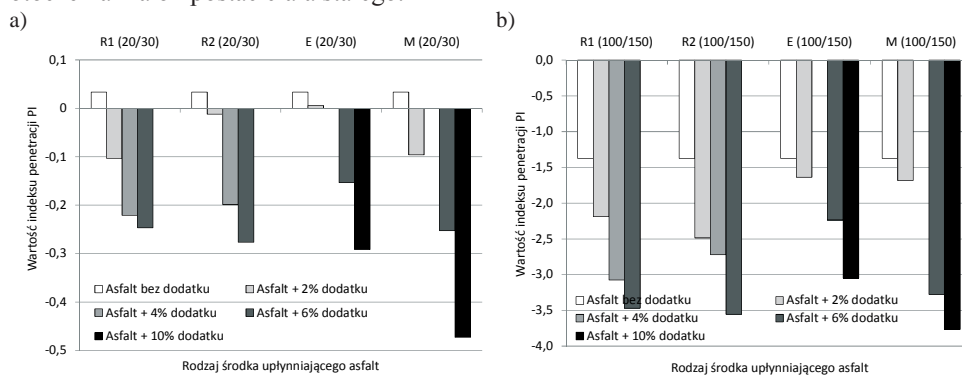 a)
b)
R1 (20/30) R2 (20/30) E (20/30) M (20/30)
0,1
0
-0,1
-0,2
-0,3
-0,4
-0,5
Wartość indeksu penetracji PI
Asfalt bez dodatku Asfalt + 2% dodatku
Asfalt + 4% dodatku Asfalt + 6% dodatku
Asfalt + 10% dodatku
Rodzaj środka upłynniającego asfalt
R1 (100/150) R2 (100/150) E (100/150) M (100/150)
0,0
-0,5
-1,0
-1,5
-2,0
-2,5
-3,0
-3,5
-4,0
Wartość indeksu penetracji PI
Asfalt bez dodatku Asfalt + 2% dodatku
Asfalt + 4% dodatku Asfalt + 6% dodatku
Asfalt + 10% dodatku
Rodzaj środka upłynniającego asfalt